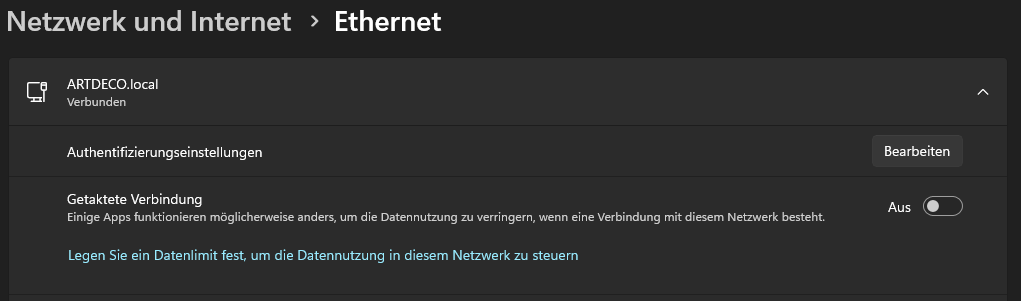 Netzwerk und Internet > Ethernet
ARTDECO.local
Verbunden
Authentifizierungseinstellungen
Bearbeiten
Getaktete Verbindung
Einige Apps funktionieren möglicherweise anders, um die Datennutzung zu verringern, wenn eine Verbindung mit diesem Netzwerk besteht.
Aus
Legen Sie ein Datenlimit fest, um die Datennutzung in diesem Netzwerk zu steuern